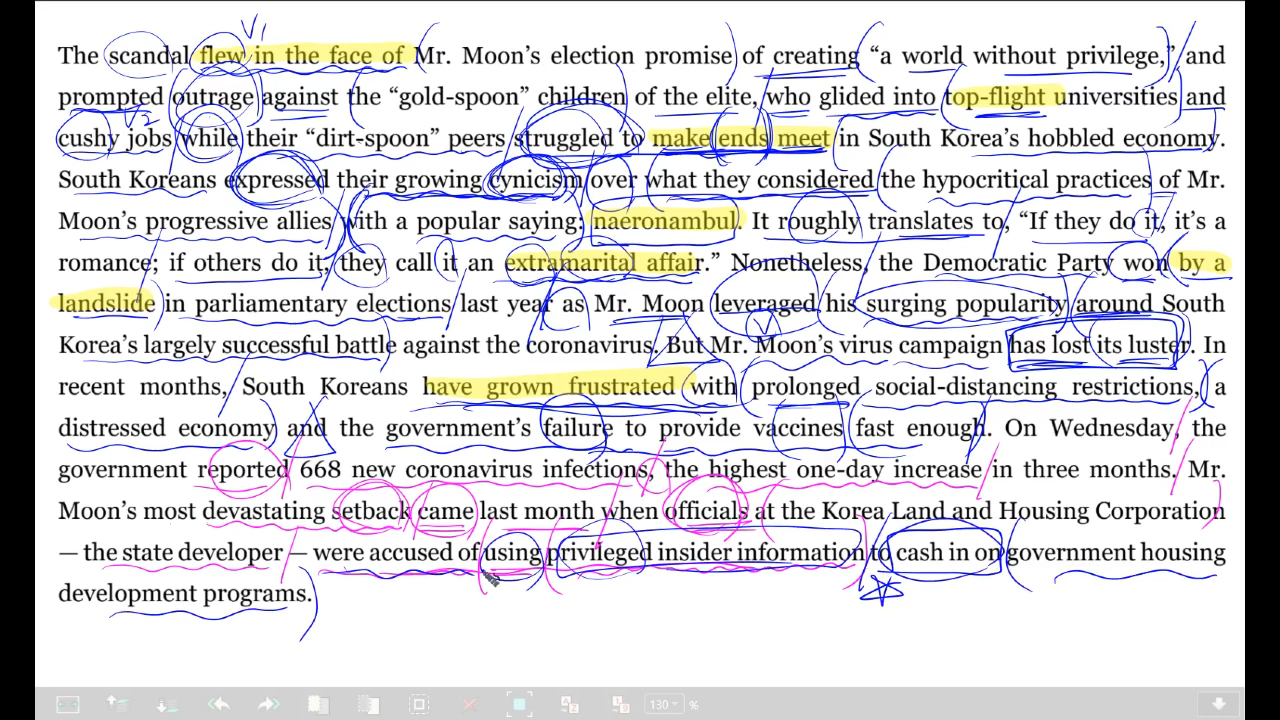 The scandal flew in the face of Mr. Moon’s election promise of creating “a world without privilege,” and
prompted outrage against the “gold-spoon” children of the elite, who glided into top-flight universities and
cushy jobs while their “dirt-spoon” peers struggled to make ends meet in South Korea’s hobbled economy.
South Koreans expressed their growing cynicism over what they considered the hypocritical practices of Mr.
Moon’s progressive allies with a popular saying: naeronambul. It roughly translates to, “If they do it, it’s a
romance; if others do it, they call it an extramarital affair.” Nonetheless, the Democratic Party won by a
landslide in parliamentary elections last year as Mr. Moon leveraged his surging popularity around South
Korea’s largely successful battle against the coronavirus. But Mr. Moon’s virus campaign has lost its luster. In
recent months, South Koreans have grown frustrated with prolonged social-distancing restrictions, a
distressed economy and the government’s failure to provide vaccines fast enough. On Wednesday, the
government reported 668 new coronavirus infections, the highest one-day increase in three months. Mr.
Moon’s most devastating setback came last month when officials at the Korea Land and Housing Corporation
— the state developer — were accused of using privileged insider information to cash in on government housing
development programs.
V1
V2
V
130 %